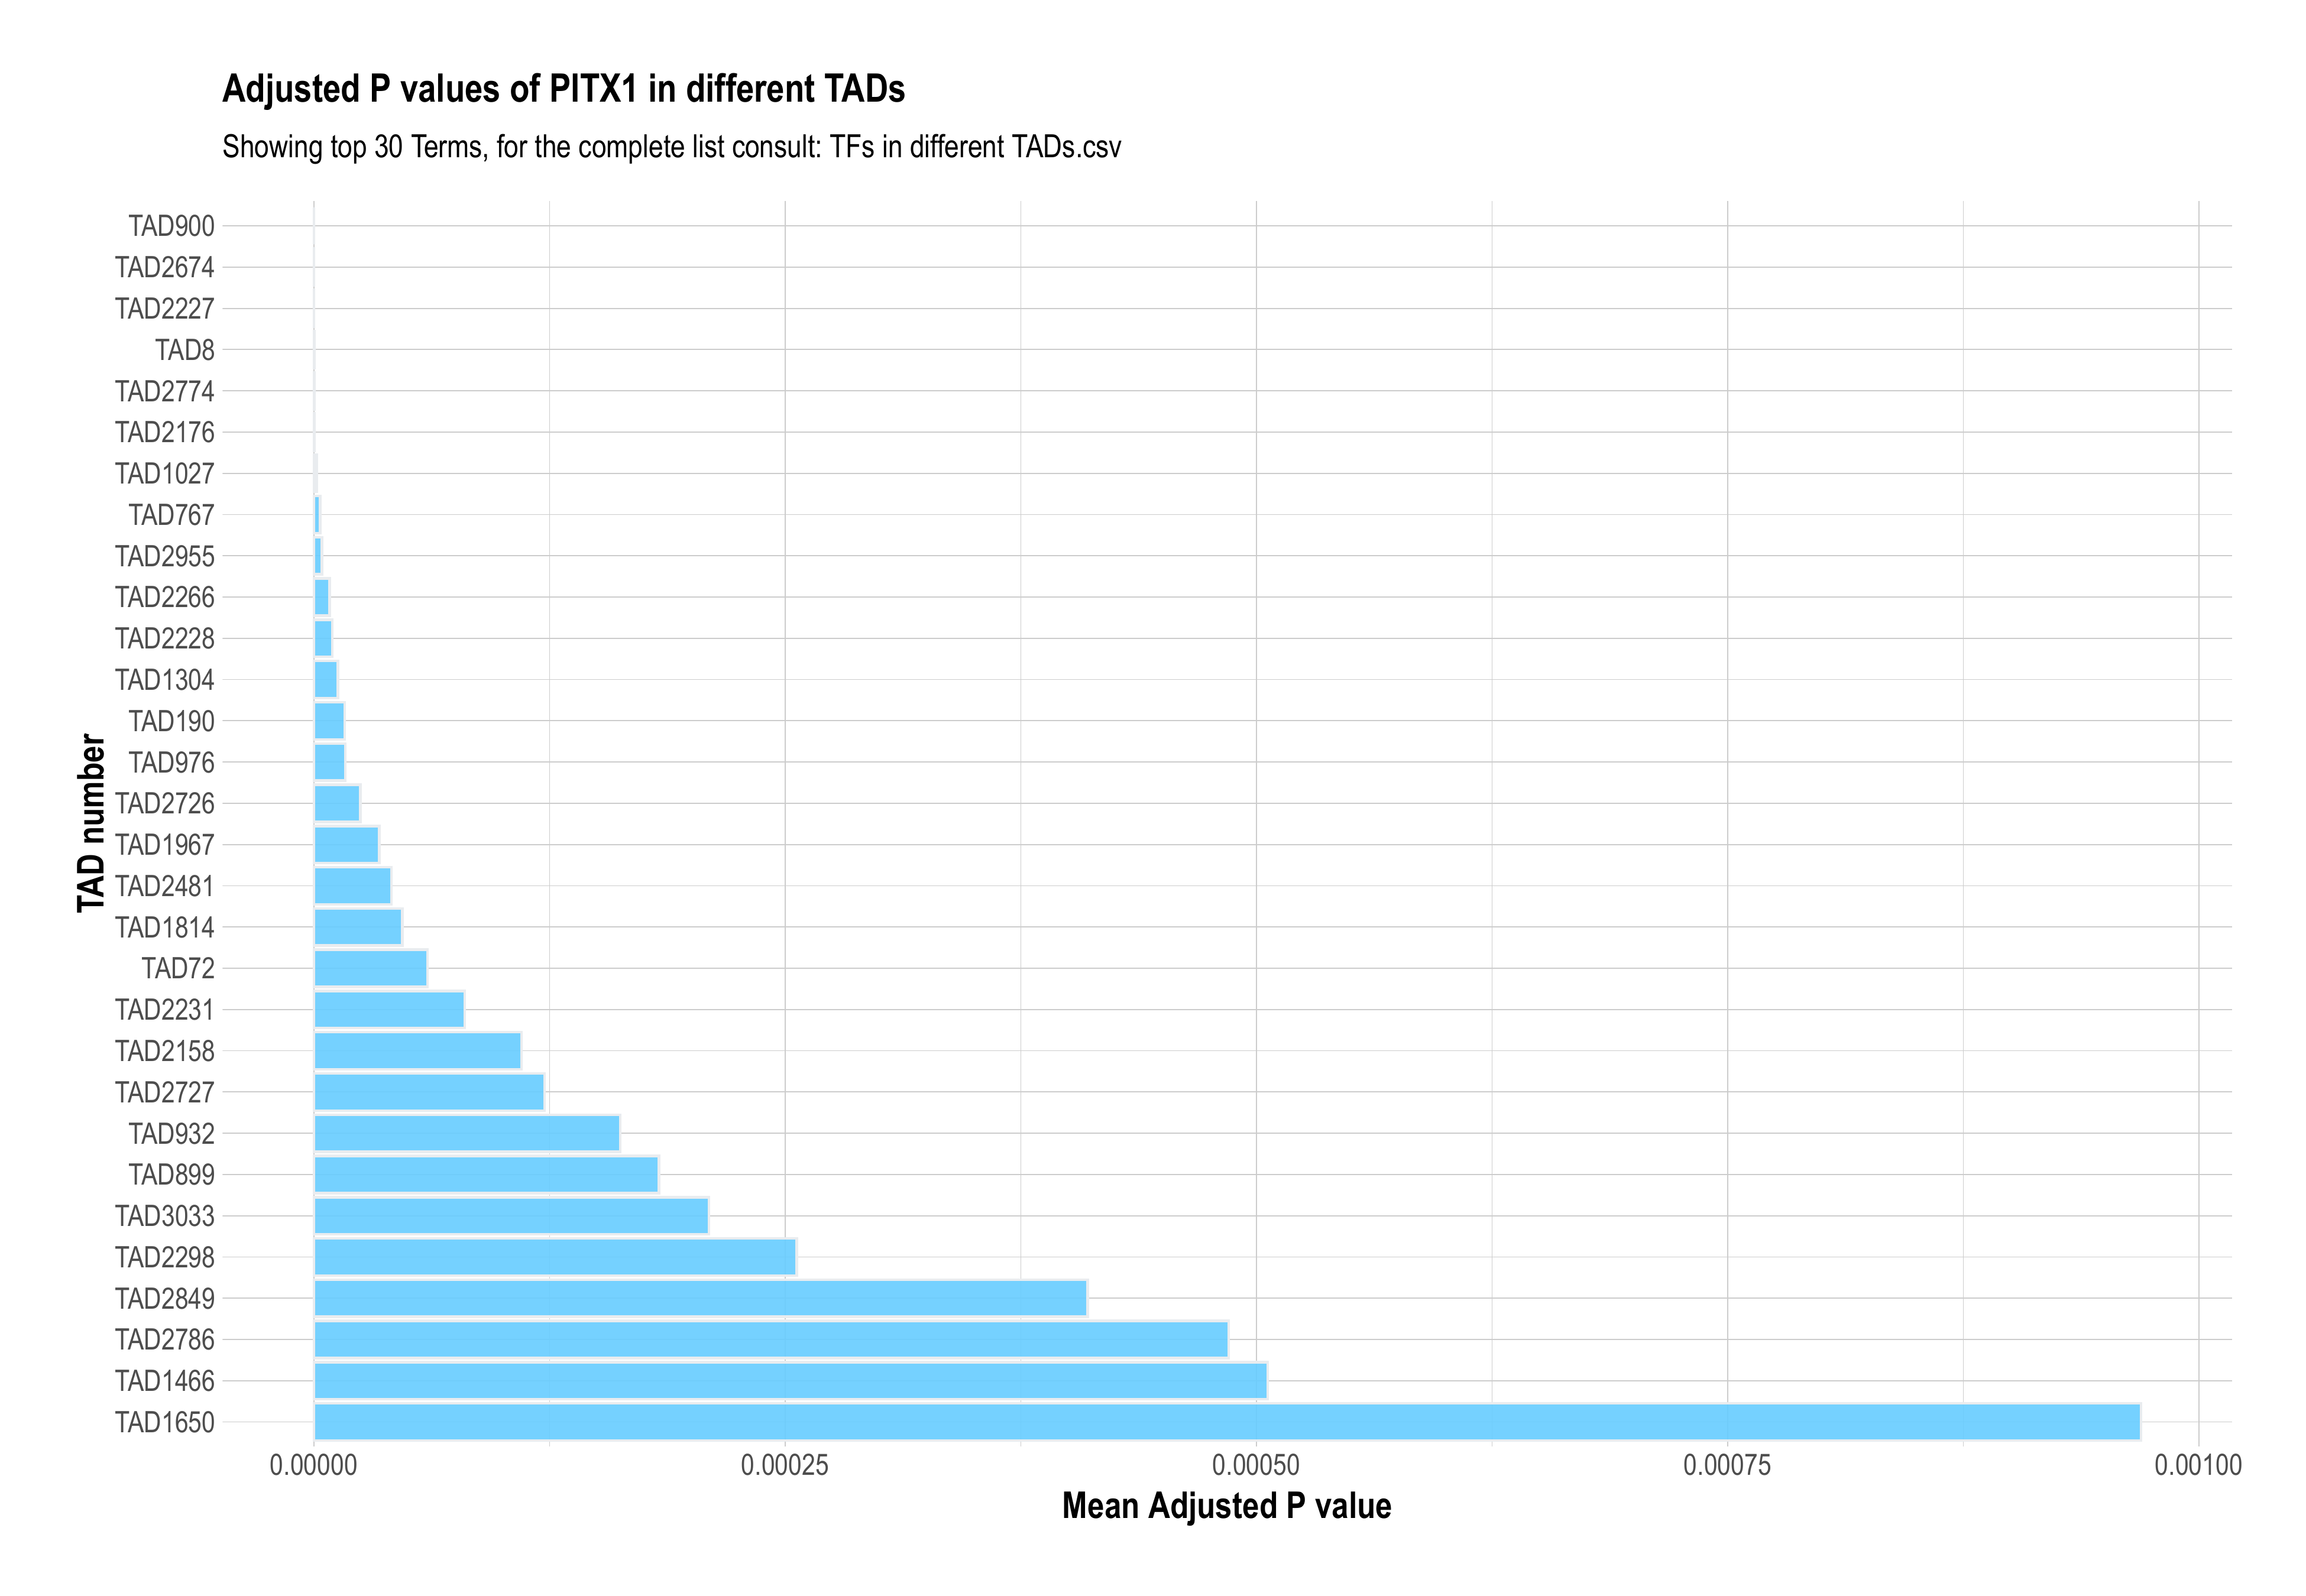 Adjusted P values of PITX1 in different TADs
Showing top 30 Terms, for the complete list consult: TFs in different TADs.csv
TAD number
TAD900
TAD2674
TAD2227
TAD8
TAD2774
TAD2176
TAD1027
TAD767
TAD2955
TAD2266
TAD2228
TAD1304
TAD190
TAD976
TAD2726
TAD1967
TAD2481
TAD1814
TAD72
TAD2231
TAD2158
TAD2727
TAD932
TAD899
TAD3033
TAD2298
TAD2849
TAD2786
TAD1466
TAD1650
0.00000 0.00025 0.00050 0.00075 0.00100
Mean Adjusted P value